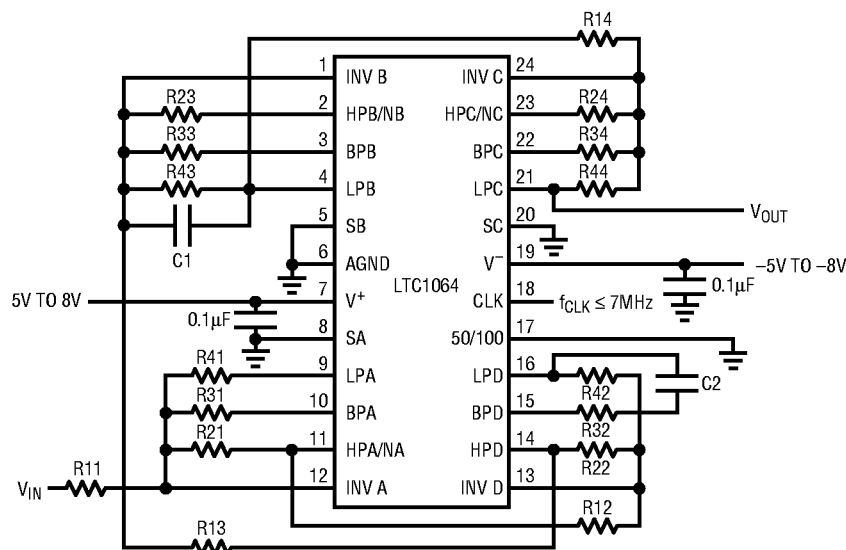 R14
1 INV B INV C 24
R23 2 HPB/NB HPC/NC 23 R24
R33 3 BPB BPC 22 R34
R43 4 LPB LPC 21 R44
C1 5 SB SC 20 VOUT
6 AGND V− 19 −5V TO −8V
LTC1064
5V TO 8V 7 V+ CLK 18 fCLK ≤ 7MHz 0.1µF
0.1µF 8 SA 50/100 17
R41 9 LPA LPD 16 R42 C2
R31 10 BPA BPD 15 R32
R21 11 HPA/NA HPD 14 R22
VIN R11 12 INV A INV D 13
R13 R12